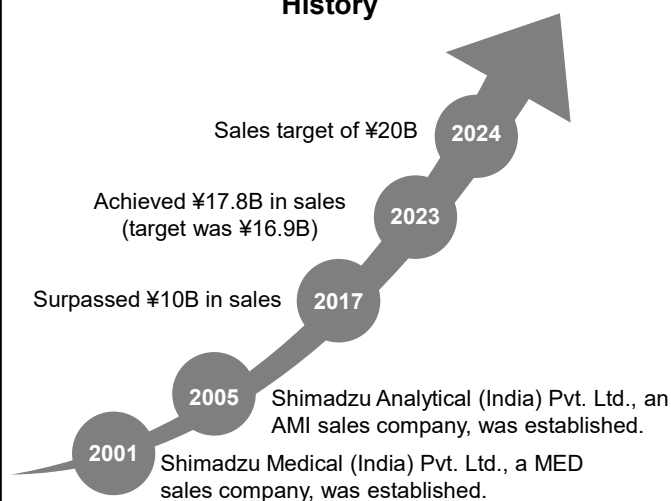 History
Sales target of ¥20B
2024
Achieved ¥17.8B in sales
(target was ¥16.9B)
2023
Surpassed ¥10B in sales
2017
2005
Shimadzu Analytical (India) Pvt. Ltd., an
AMI sales company, was established.
2001
Shimadzu Medical (India) Pvt. Ltd., a MED
sales company, was established.